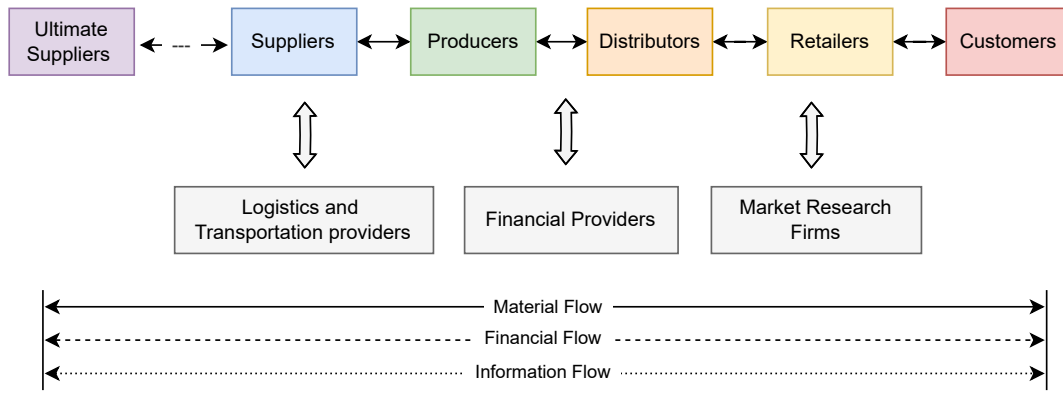 Ultimate
Suppliers
---
Suppliers
Producers
Distributors
Retailers
Customers
Logistics and
Transportation providers
Financial Providers
Market Research
Firms
Material Flow
Financial Flow
Information Flow